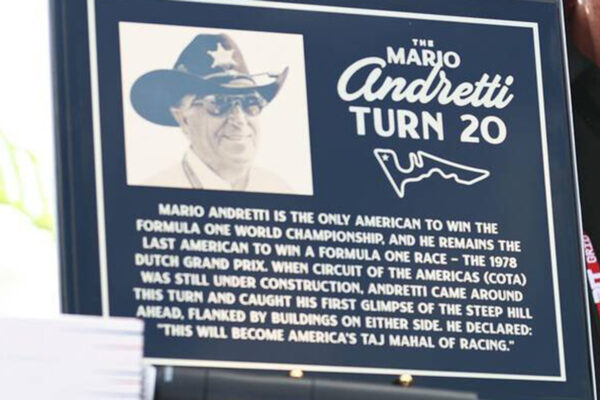 THE
MARIO
Andretti
TURN 20
MARIO ANDRETTI IS THE ONLY AMERICAN TO WIN THE
FORMULA ONE WORLD CHAMPIONSHIP, AND HE REMAINS THE
LAST AMERICAN TO WIN A FORMULA ONE RACE – THE 1978
DUTCH GRAND PRIX. WHEN CIRCUIT OF THE AMERICAS (COTA)
WAS STILL UNDER CONSTRUCTION, ANDRETTI CAME AROUND
THIS TURN AND CAUGHT HIS FIRST GLIMPSE OF THE STEEP HILL
AHEAD, FLANKED BY BUILDINGS ON EITHER SIDE. HE DECLARED:
"THIS WILL BECOME AMERICA'S TAJ MAHAL OF RACING."